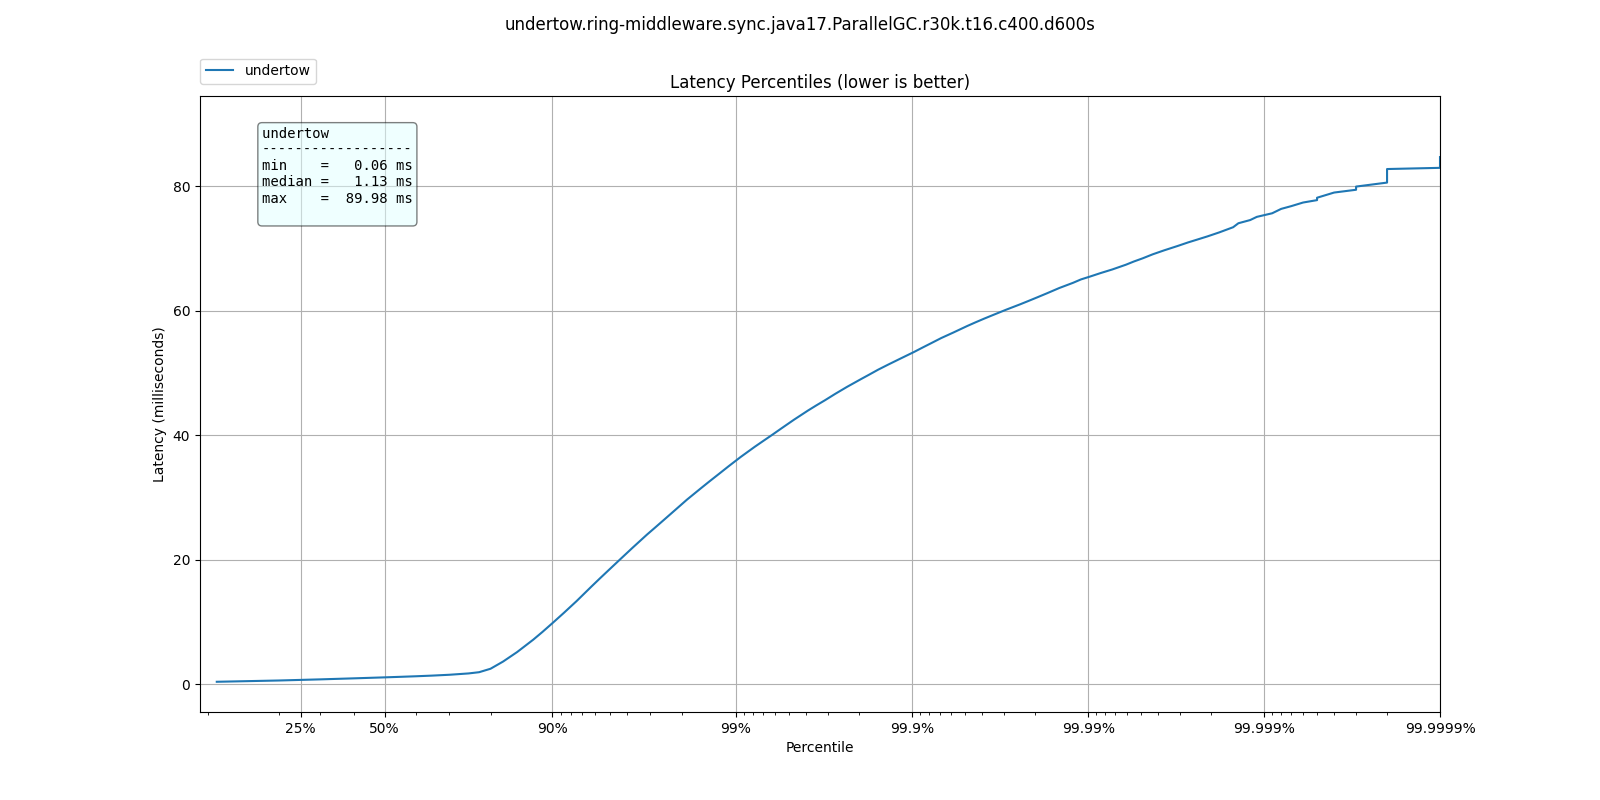 undertow.ring-middleware.sync.java17.ParallelGC.r30k.t16.c400.d600s
undertow
Latency Percentiles (lower is better)
undertow
------------------
min    =   0.06 ms
median =   1.13 ms
max    =  89.98 ms
80
60
40
20
0
Latency (milliseconds)
25% 50% 90% 99% 99.9% 99.99% 99.999% 99.9999%
Percentile